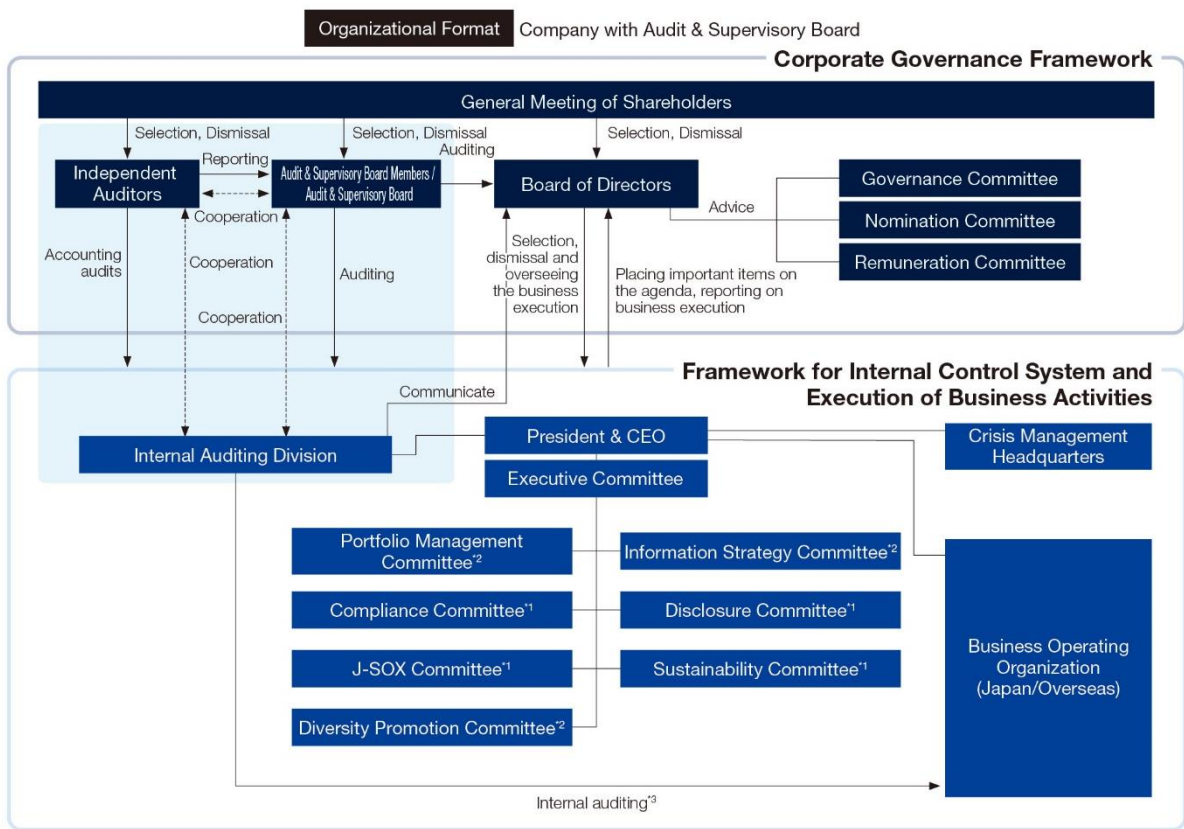 Organizational Format
Company with Audit & Supervisory Board
Corporate Governance Framework
General Meeting of Shareholders
Selection, Dismissal
Selection, Dismissal
Selection, Dismissal
Reporting
Auditing
Independent
Auditors
Audit & Supervisory Board Members /
Audit & Supervisory Board
Board of Directors
Governance Committee
Nomination Committee
Remuneration Committee
Advice
Cooperation
Accounting
audits
Cooperation
Auditing
Cooperation
Selection,
dismissal and
overseeing
the business
execution
Placing important items on
the agenda, reporting on
business execution
Framework for Internal Control System and
Execution of Business Activities
Communicate
Internal Auditing Division
President & CEO
Executive Committee
Crisis Management
Headquarters
Portfolio Management
Committee*2
Information Strategy Committee*2
Compliance Committee*1
Disclosure Committee*1
J-SOX Committee*1
Sustainability Committee*1
Diversity Promotion Committee*2
Business Operating
Organization
(Japan/Overseas)
Internal auditing*3